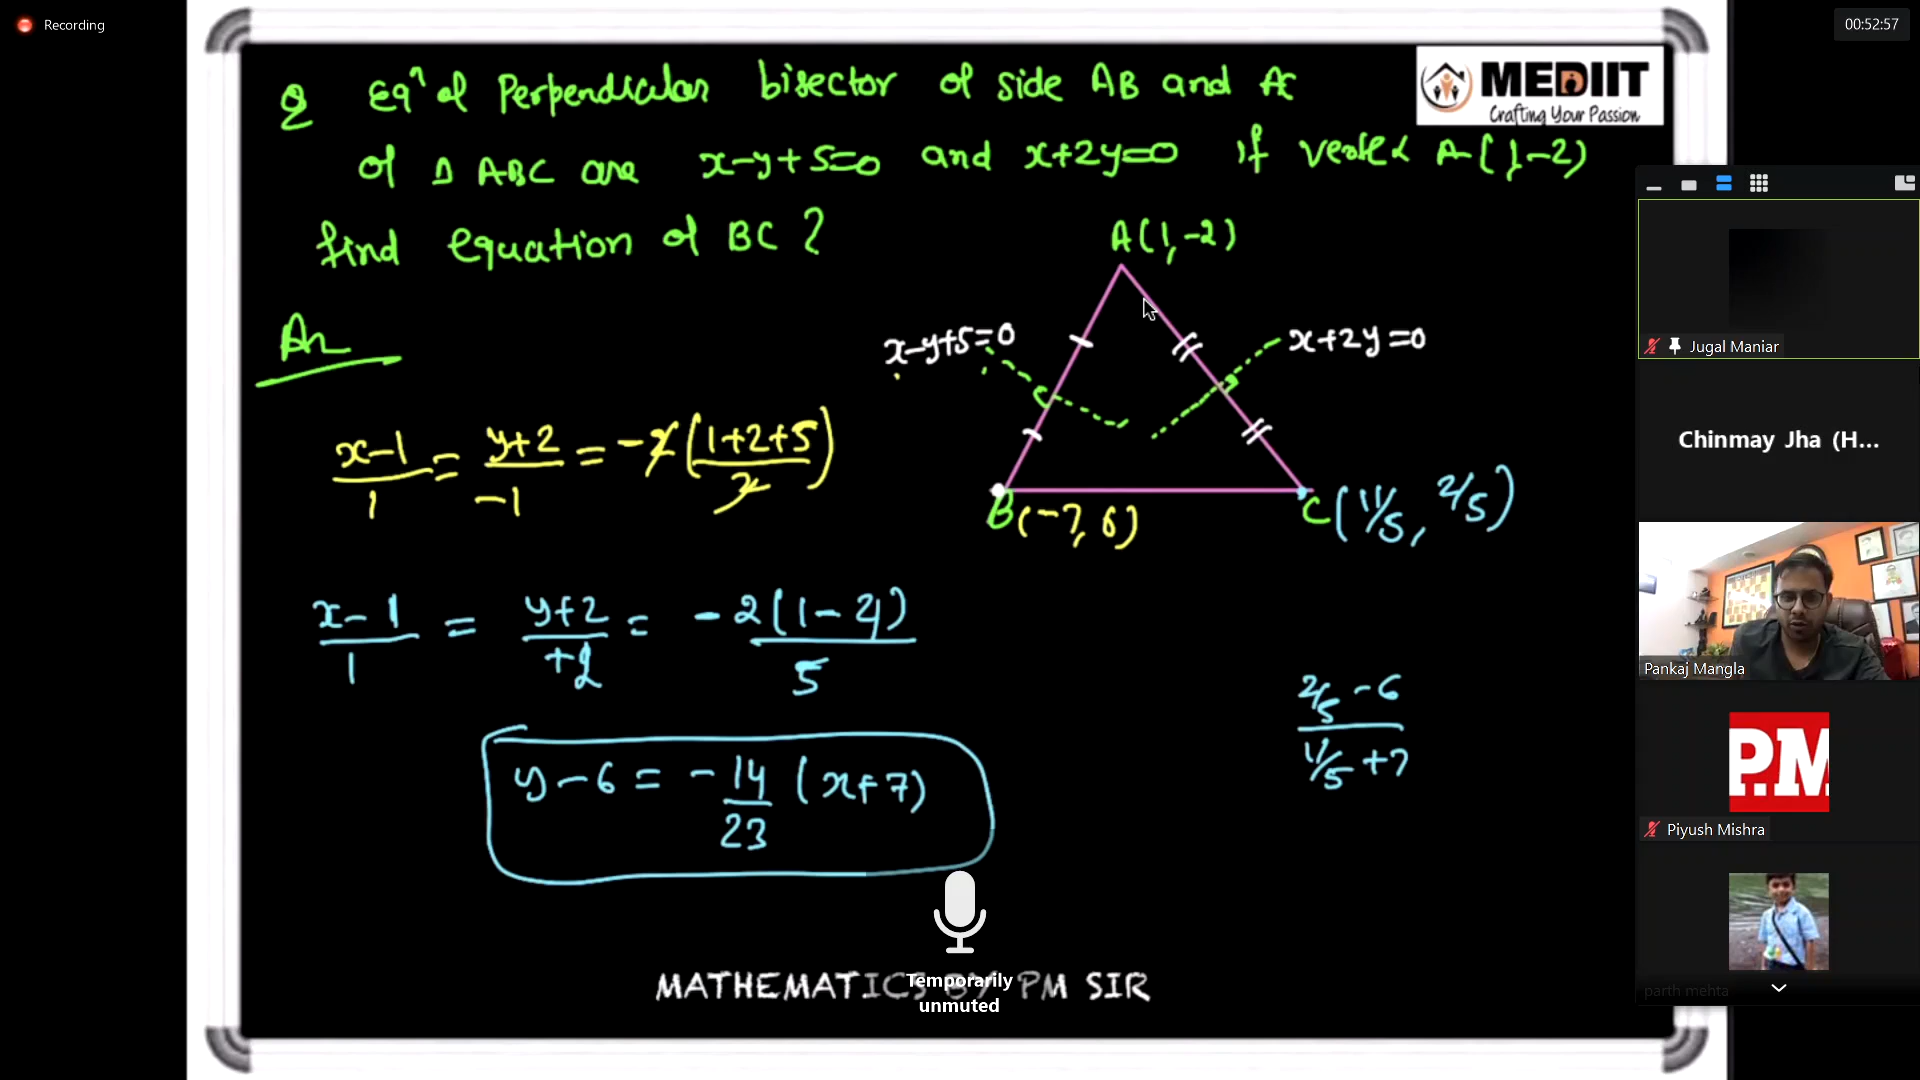 Recording
00:52:57
Q Eqⁿ of Perpendicular bisector of side AB and AC
MEDIIT
Crafting Your Passion
of Δ ABC are x-y+5=0 and x+2y=0 if vertex A(1,-2)
find equation of BC?
A(1,-2)
An
x-y+5=0
x+2y=0
Jugal Maniar
x-1/1 = y+2/-1 = -2(1+2+5/2)
Chinmay Jha (H...
B(-7, 6)
C(11/5, 2/5)
x-1/1 = y+2/+2 = -2(1-4)/5
Pankaj Mangla
2/5 - 6
11/5 + 7
y-6 = -14/23 (x+7)
P.M
Piyush Mishra
MATHEMATICS BY PM SIR
Temporarily
unmuted
parth mehta